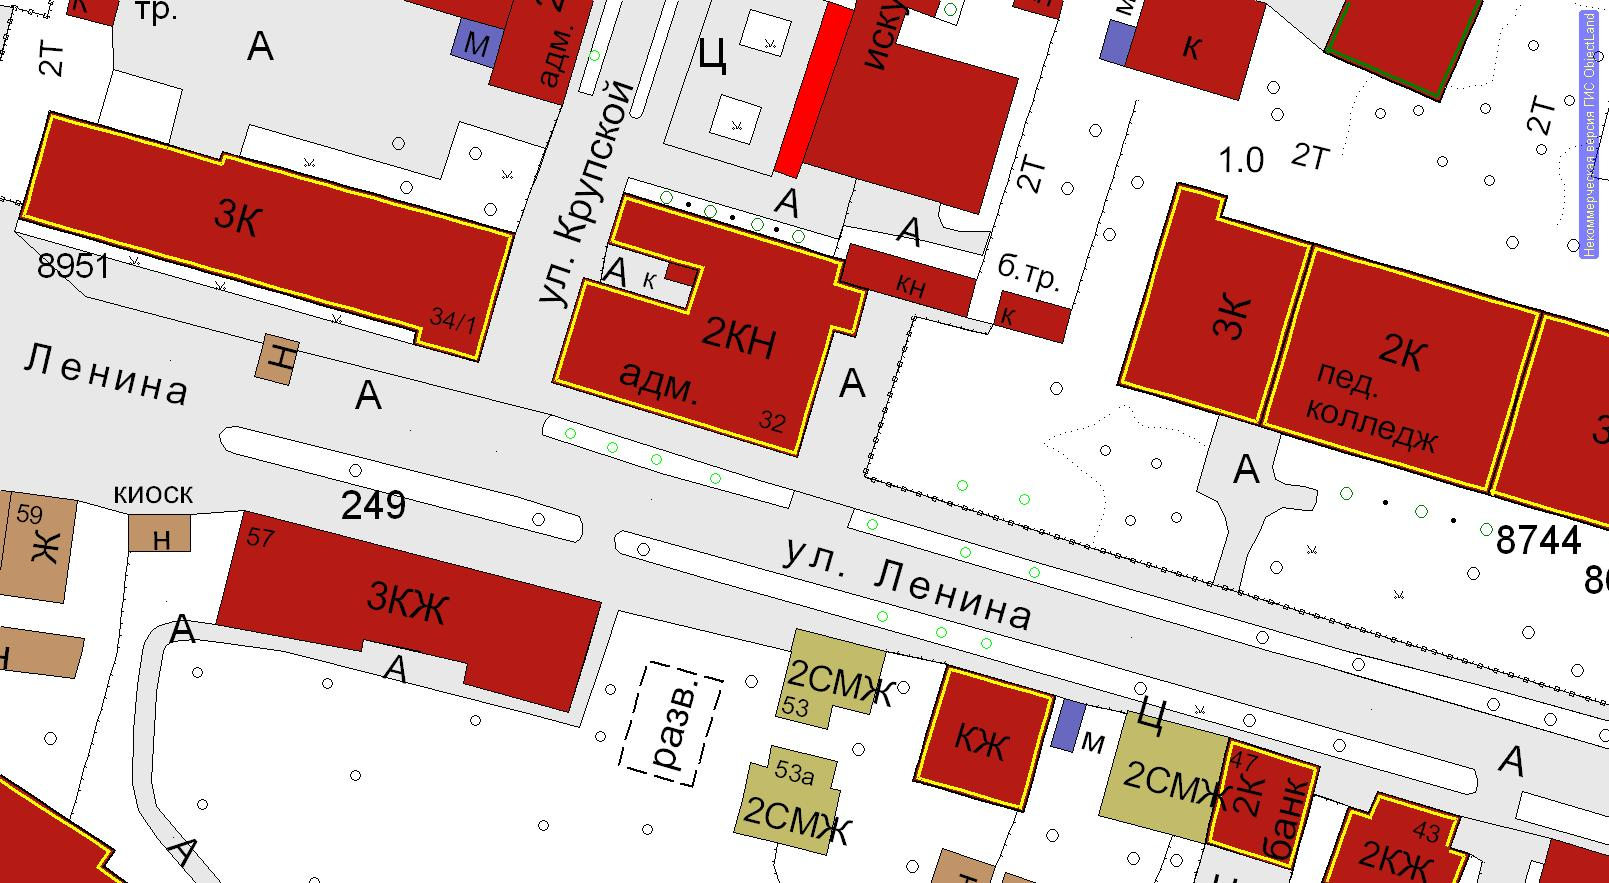 тр.
2Т
А
М
адм.
Ц
к
Некоммерческая версия ГИС ObjectLand
2Т
1.0
2Т
2Т
ул. Крупской
3К
А
А
А
к
кн
б.тр.
к
8951
34/1
2КН
адм.
32
3К
2К
пед.
колледж
Ленина
Н
А
А
А
киоск
249
59
Ж
н
57
3КЖ
ул. Ленина
8744
А
А
разв.
2СМЖ
53
53а
2СМЖ
КЖ
м
Ц
2СМЖ
47
2К
банк
А
43
2КЖ
А